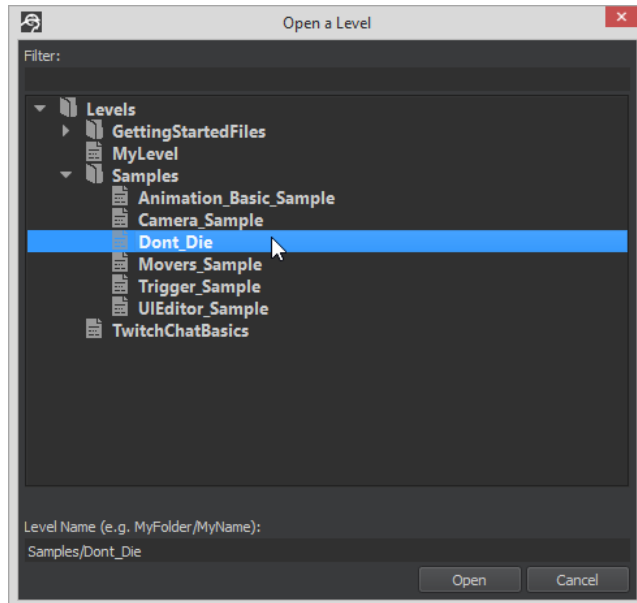 Open a Level
Filter:
Levels
GettingStartedFiles
MyLevel
Samples
Animation_Basic_Sample
Camera_Sample
Dont_Die
Movers_Sample
Trigger_Sample
UIEditor_Sample
TwitchChatBasics
Level Name (e.g. MyFolder/MyName):
Samples/Dont_Die
Open Cancel